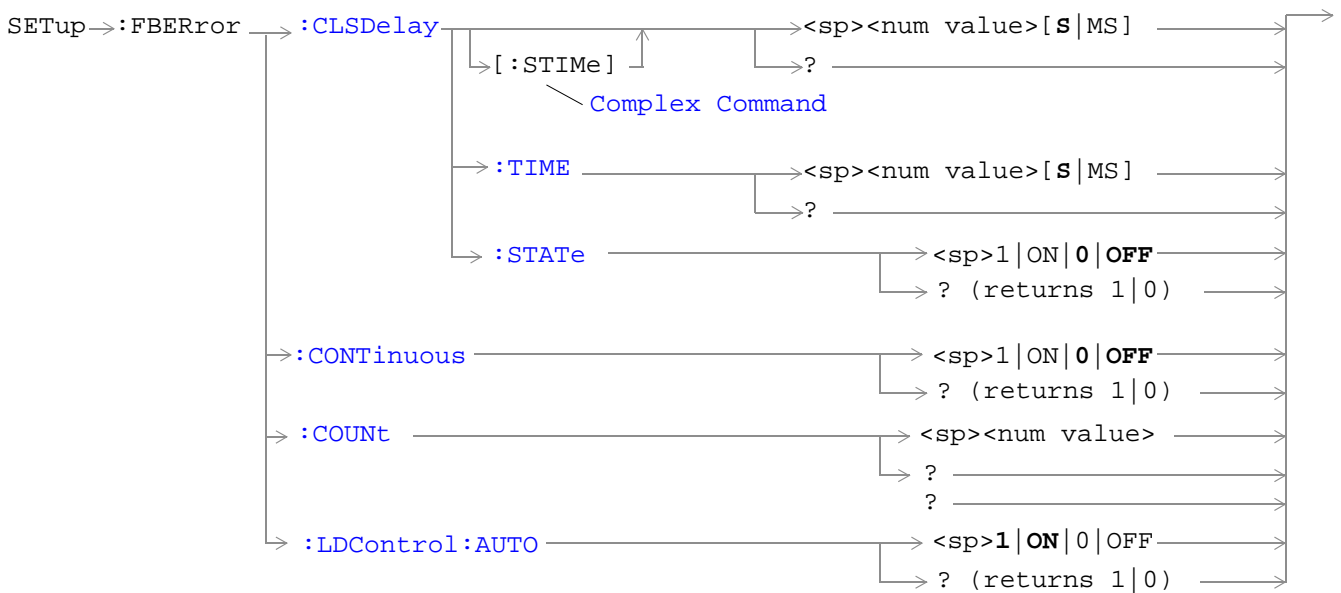 SETup :FBERror :CLSDelay <sp><num value>[S|MS]
[:STIMe] ?
Complex Command
:TIME <sp><num value>[S|MS]
?
:STATe <sp>1|ON|0|OFF
? (returns 1|0)
:CONTinuous <sp>1|ON|0|OFF
? (returns 1|0)
:COUNt <sp><num value>
?
?
:LDControl:AUTO <sp>1|ON|0|OFF
? (returns 1|0)